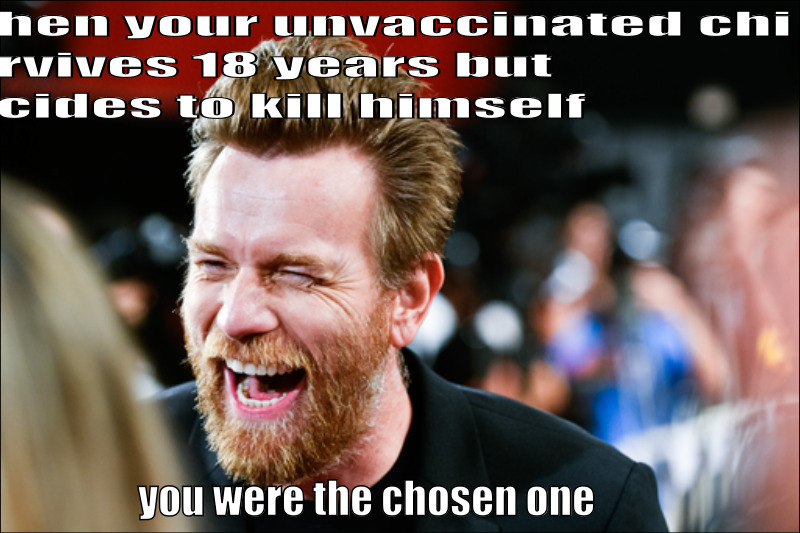 hen your unvaccinated chi
rvives 18 years but
cides to kill himself
you were the chosen one